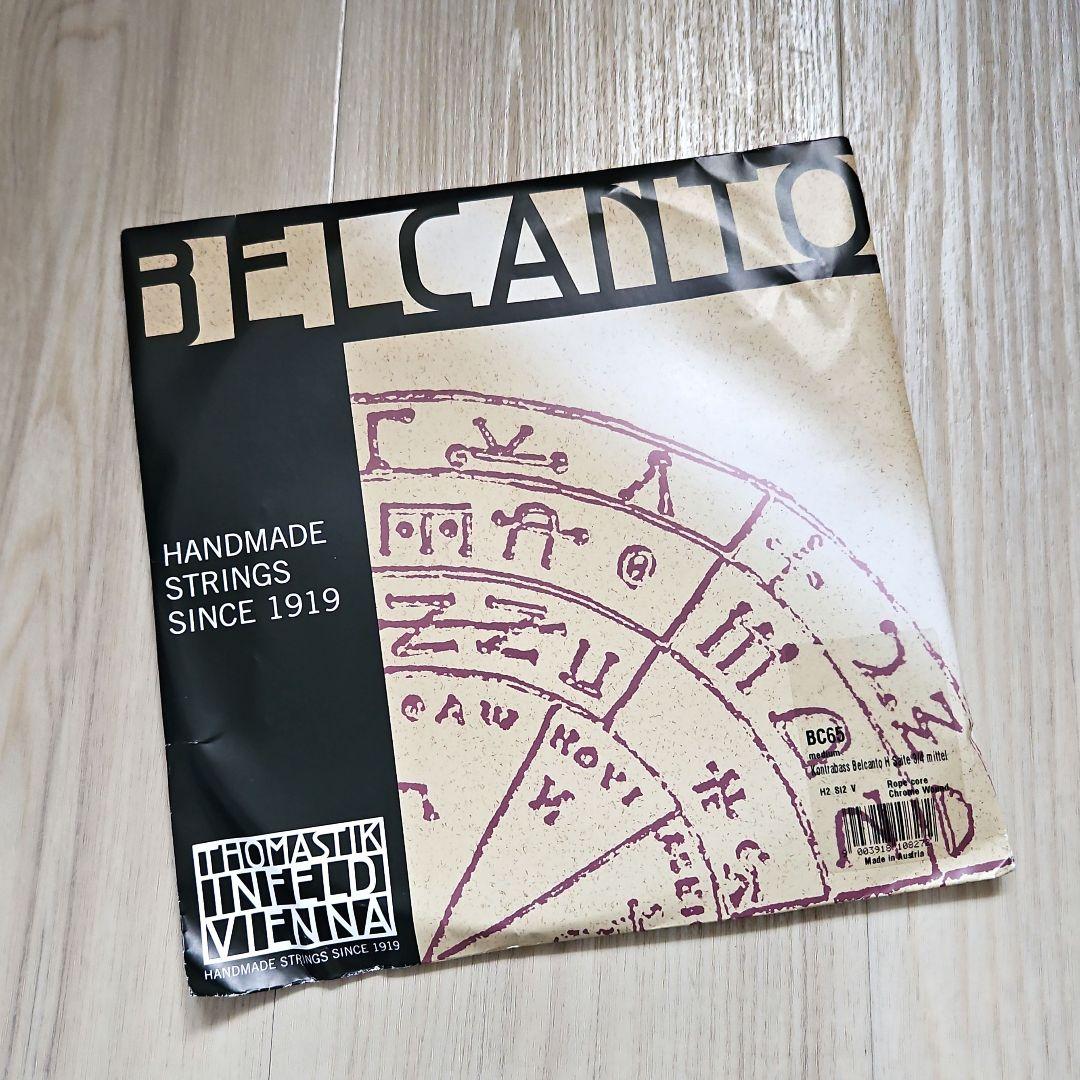 BELCANTO
HANDMADE
STRINGS
SINCE 1919
BC65
medium
Kontrabass Belcanto H Saite 3/4 mittel
H2 SI2 V
Rope core
Chrome Wound
Made in Austria
THOMASTIK
INFELD
VIENNA
HANDMADE STRINGS SINCE 1919